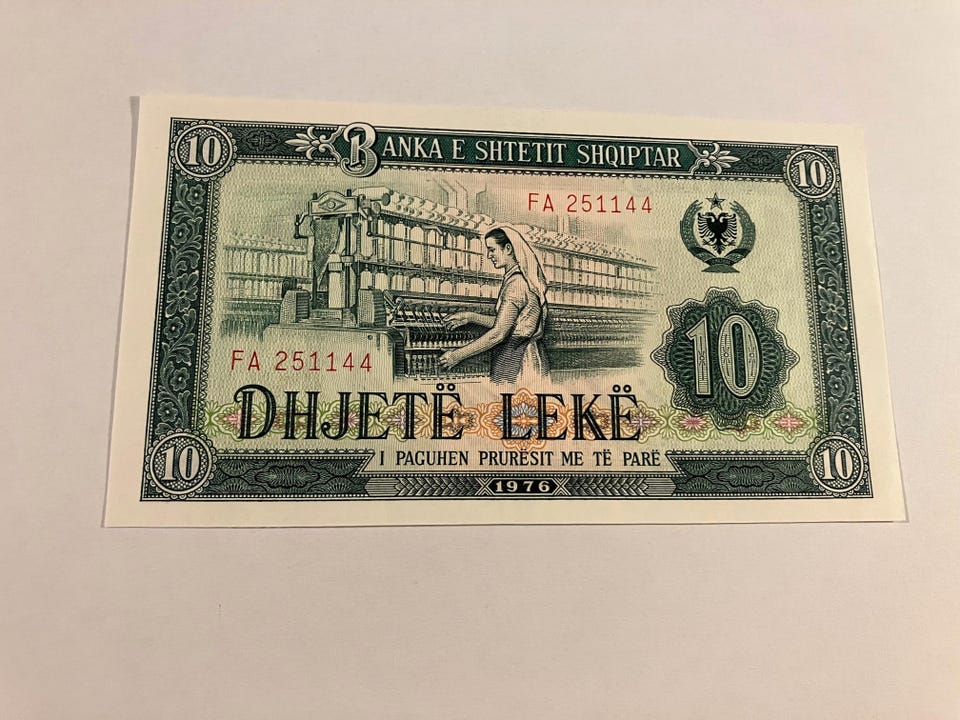 10 BANKA E SHTETIT SHQIPTAR 10
FA 251144
10
FA 251144
DHJETË LEKË
I PAGUHEN PRURËSIT ME TË PARË
10 1976 10